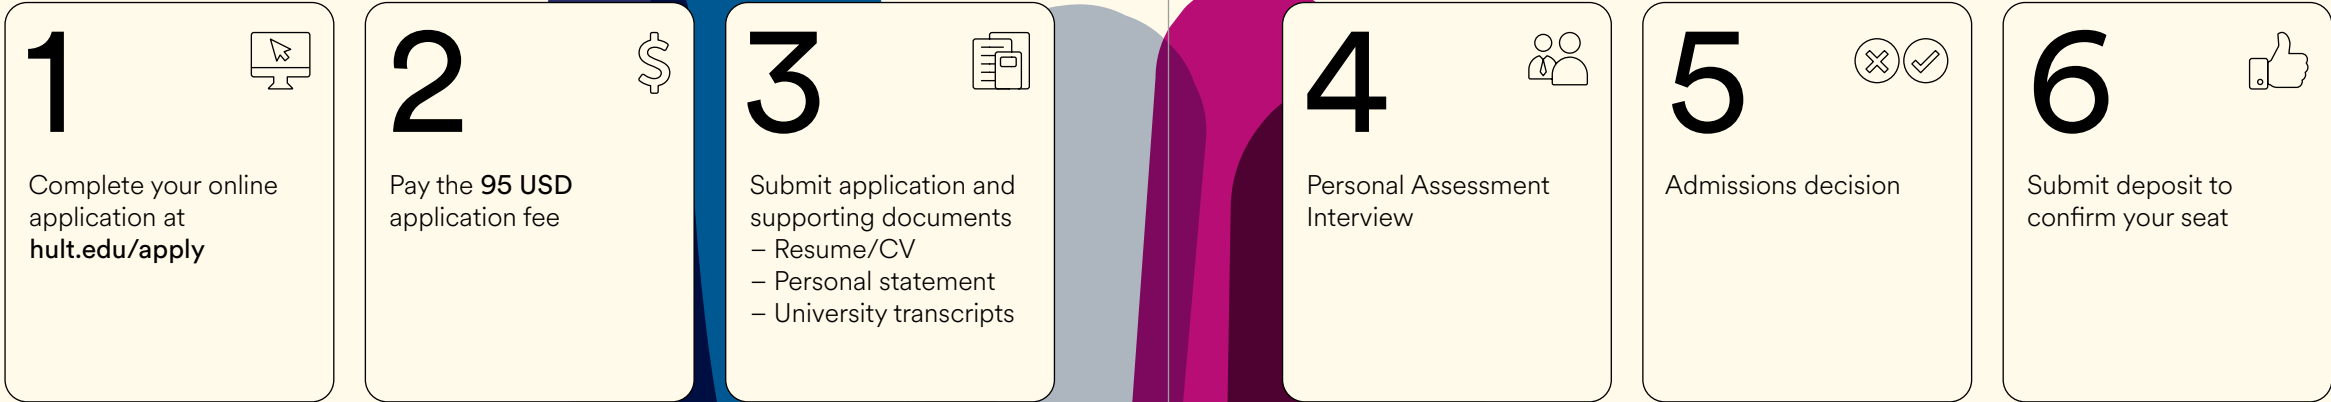 1
Complete your online
application at
hult.edu/apply
2
Pay the 95 USD
application fee
3
Submit application and
supporting documents
– Resume/CV
– Personal statement
– University transcripts
4
Personal Assessment
Interview
5
Admissions decision
6
Submit deposit to
confirm your seat